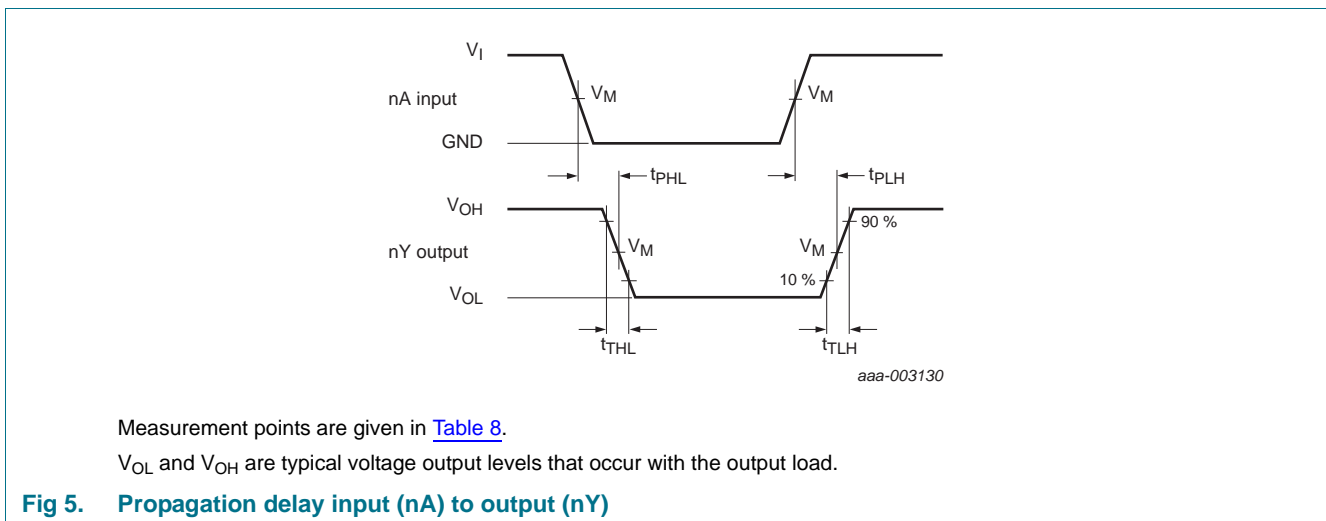 VI
nA input
VM
VM
GND
tPHL
tPLH
VOH
90 %
nY output
VM
VM
10 %
VOL
tTHL
tTLH
aaa-003130
Measurement points are given in Table 8.
VOL and VOH are typical voltage output levels that occur with the output load.
Fig 5. Propagation delay input (nA) to output (nY)